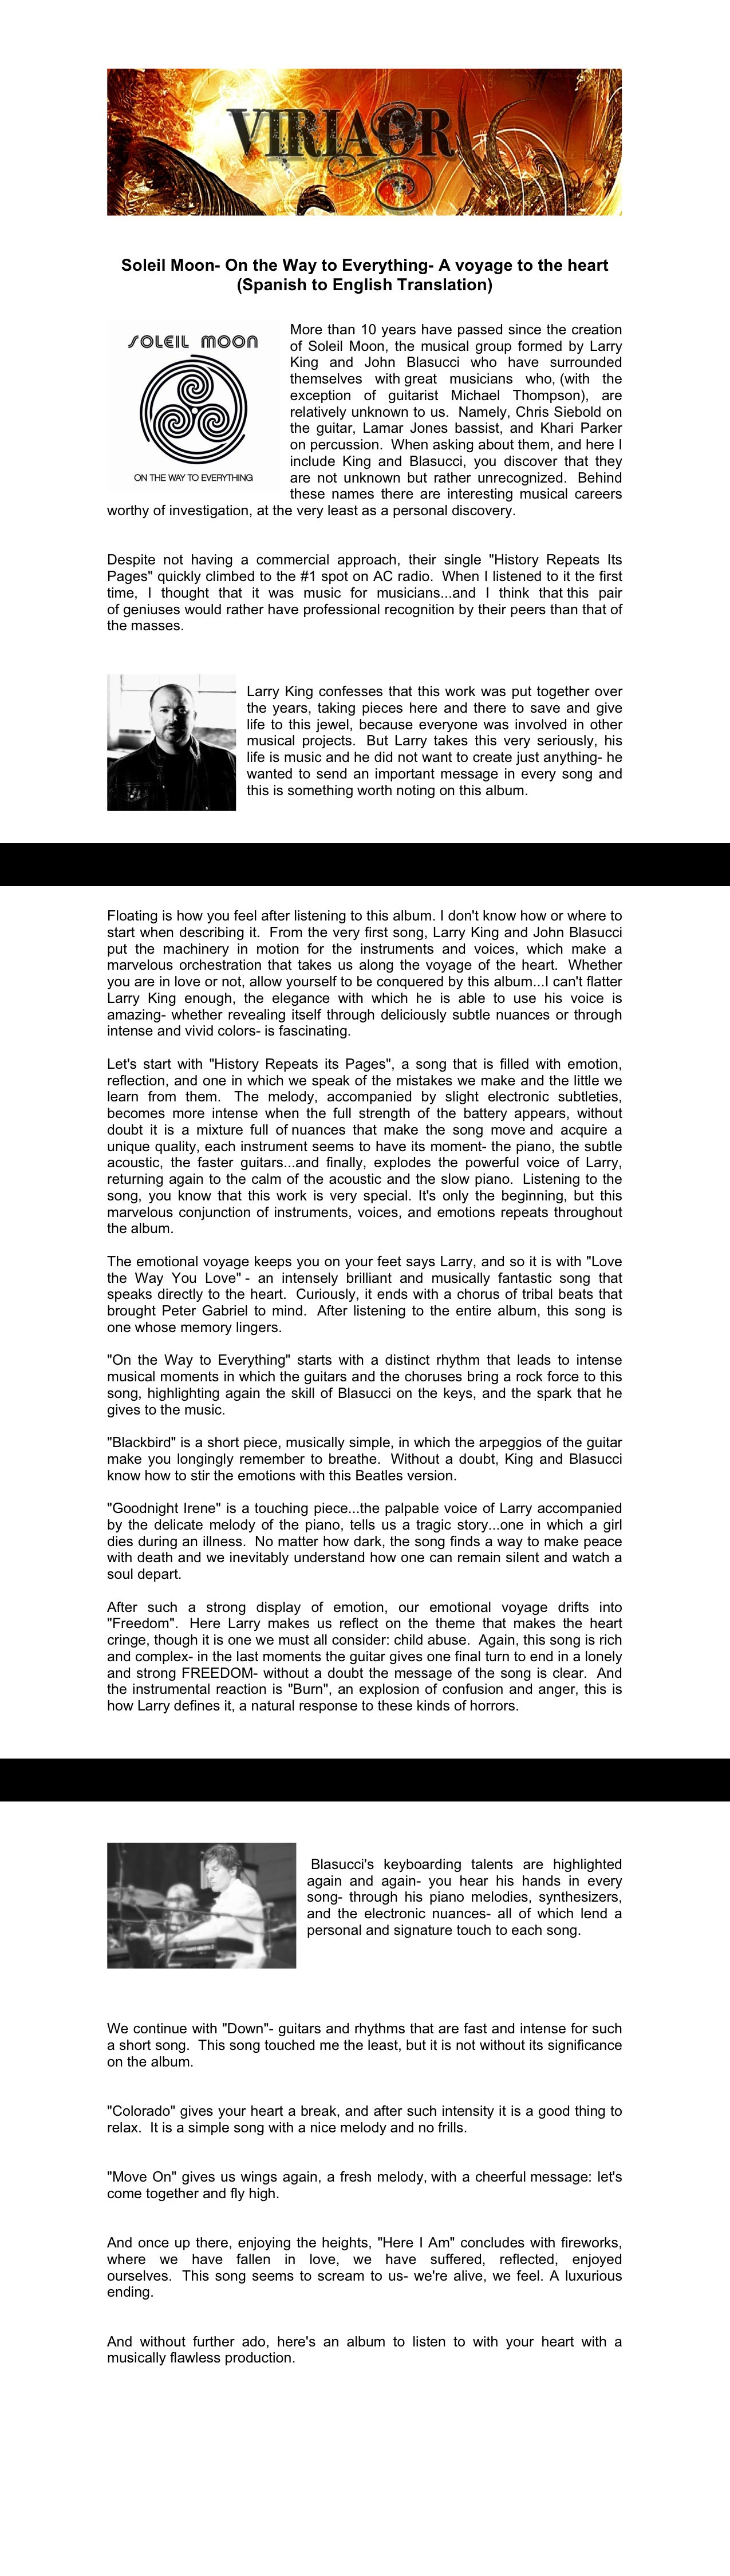 VIRIAOR
Soleil Moon- On the Way to Everything- A voyage to the heart
(Spanish to English Translation)
SOLEIL MOON
ON THE WAY TO EVERYTHING
More than 10 years have passed since the creation
of Soleil Moon, the musical group formed by Larry
King and John Blasucci who have surrounded
themselves with great musicians who, (with the
exception of guitarist Michael Thompson), are
relatively unknown to us. Namely, Chris Siebold on
the guitar, Lamar Jones bassist, and Khari Parker
on percussion. When asking about them, and here I
include King and Blasucci, you discover that they
are not unknown but rather unrecognized. Behind
these names there are interesting musical careers
worthy of investigation, at the very least as a personal discovery.
Despite not having a commercial approach, their single "History Repeats Its
Pages" quickly climbed to the #1 spot on AC radio. When I listened to it the first
time, I thought that it was music for musicians...and I think that this pair
of geniuses would rather have professional recognition by their peers than that of
the masses.
Larry King confesses that this work was put together over
the years, taking pieces here and there to save and give
life to this jewel, because everyone was involved in other
musical projects. But Larry takes this very seriously, his
life is music and he did not want to create just anything- he
wanted to send an important message in every song and
this is something worth noting on this album.
Floating is how you feel after listening to this album. I don't know how or where to
start when describing it. From the very first song, Larry King and John Blasucci
put the machinery in motion for the instruments and voices, which make a
marvelous orchestration that takes us along the voyage of the heart. Whether
you are in love or not, allow yourself to be conquered by this album...I can't flatter
Larry King enough, the elegance with which he is able to use his voice is
amazing- whether revealing itself through deliciously subtle nuances or through
intense and vivid colors- is fascinating.
Let's start with "History Repeats its Pages", a song that is filled with emotion,
reflection, and one in which we speak of the mistakes we make and the little we
learn from them. The melody, accompanied by slight electronic subtleties,
becomes more intense when the full strength of the battery appears, without
doubt it is a mixture full of nuances that make the song move and acquire a
unique quality, each instrument seems to have its moment- the piano, the subtle
acoustic, the faster guitars...and finally, explodes the powerful voice of Larry,
returning again to the calm of the acoustic and the slow piano. Listening to the
song, you know that this work is very special. It's only the beginning, but this
marvelous conjunction of instruments, voices, and emotions repeats throughout
the album.
The emotional voyage keeps you on your feet says Larry, and so it is with "Love
the Way You Love" - an intensely brilliant and musically fantastic song that
speaks directly to the heart. Curiously, it ends with a chorus of tribal beats that
brought Peter Gabriel to mind. After listening to the entire album, this song is
one whose memory lingers.
"On the Way to Everything" starts with a distinct rhythm that leads to intense
musical moments in which the guitars and the choruses bring a rock force to this
song, highlighting again the skill of Blasucci on the keys, and the spark that he
gives to the music.
"Blackbird" is a short piece, musically simple, in which the arpeggios of the guitar
make you longingly remember to breathe. Without a doubt, King and Blasucci
know how to stir the emotions with this Beatles version.
"Goodnight Irene" is a touching piece...the palpable voice of Larry accompanied
by the delicate melody of the piano, tells us a tragic story...one in which a girl
dies during an illness. No matter how dark, the song finds a way to make peace
with death and we inevitably understand how one can remain silent and watch a
soul depart.
After such a strong display of emotion, our emotional voyage drifts into
"Freedom". Here Larry makes us reflect on the theme that makes the heart
cringe, though it is one we must all consider: child abuse. Again, this song is rich
and complex- in the last moments the guitar gives one final turn to end in a lonely
and strong FREEDOM- without a doubt the message of the song is clear. And
the instrumental reaction is "Burn", an explosion of confusion and anger, this is
how Larry defines it, a natural response to these kinds of horrors.
Blasucci's keyboarding talents are highlighted
again and again- you hear his hands in every
song- through his piano melodies, synthesizers,
and the electronic nuances- all of which lend a
personal and signature touch to each song.
We continue with "Down"- guitars and rhythms that are fast and intense for such
a short song. This song touched me the least, but it is not without its significance
on the album.
"Colorado" gives your heart a break, and after such intensity it is a good thing to
relax. It is a simple song with a nice melody and no frills.
"Move On" gives us wings again, a fresh melody, with a cheerful message: let's
come together and fly high.
And once up there, enjoying the heights, "Here I Am" concludes with fireworks,
where we have fallen in love, we have suffered, reflected, enjoyed
ourselves. This song seems to scream to us- we're alive, we feel. A luxurious
ending.
And without further ado, here's an album to listen to with your heart with a
musically flawless production.